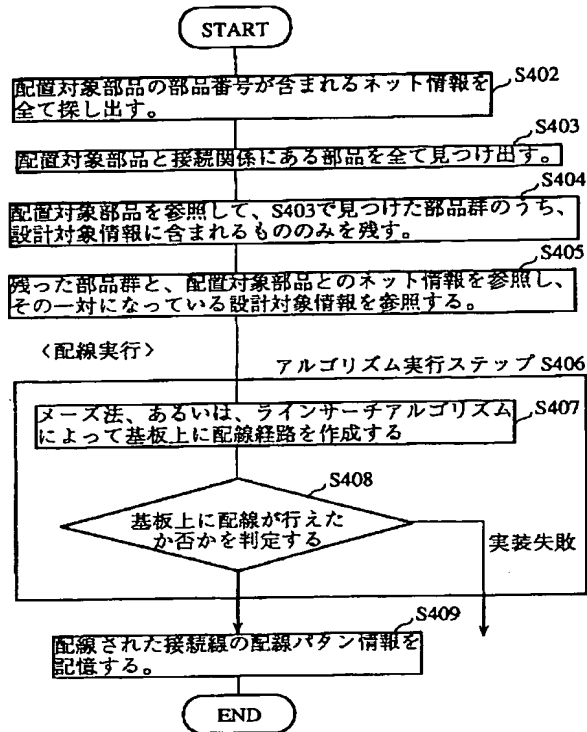 START
S402
配置対象部品の部品番号が含まれるネット情報を
全て探し出す。
S403
配置対象部品と接続関係にある部品を全て見つけ出す。
S404
配置対象部品を参照して、S403で見つけた部品群のうち、
設計対象情報に含まれるもののみを残す。
S405
残った部品群と、配置対象部品とのネット情報を参照し、
その一対になっている設計対象情報を参照する。
〈配線実行〉
アルゴリズム実行ステップ S406
メーズ法、あるいは、ラインサーチアルゴリズム
によって基板上に配線経路を作成する
S407
S408
基板上に配線が行えた
か否かを判定する
実装失敗
S409
配線された接続線の配線パタン情報を
記憶する。
END